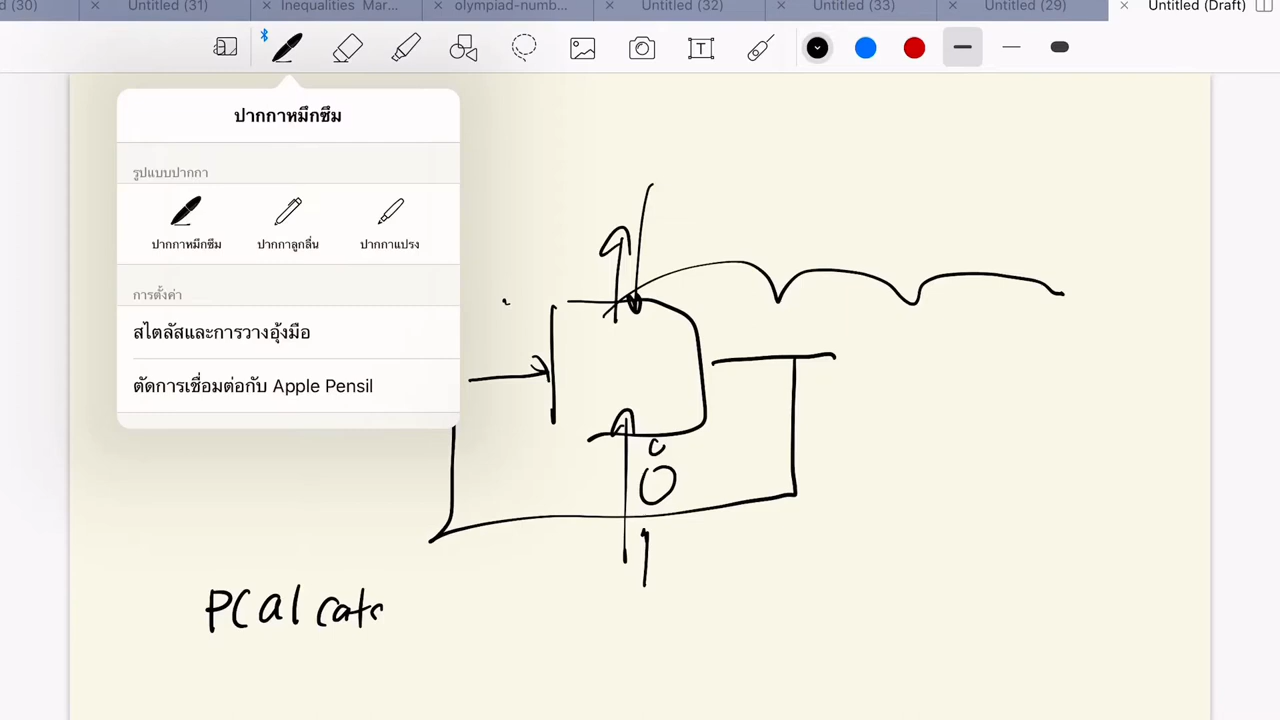 (30)
Untitled (31)
Inequalities Mar...
olympiad-numb...
Untitled (32)
Untitled (33)
Untitled (29)
Untitled (Draft)
ปากกาหมึกซึม
รูปแบบปากกา
ปากกาหมึกซึม
ปากกาลูกลื่น
ปากกาแปรง
การตั้งค่า
สไตลัสและการวางอุ้งมือ
ตัดการเชื่อมต่อกับ Apple Pensil